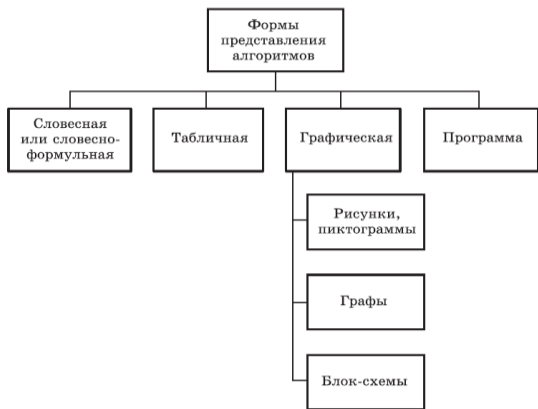 Формы
представления
алгоритмов
Словесная
или словесно-
формульная
Табличная
Графическая
Программа
Рисунки,
пиктограммы
Графы
Блок-схемы